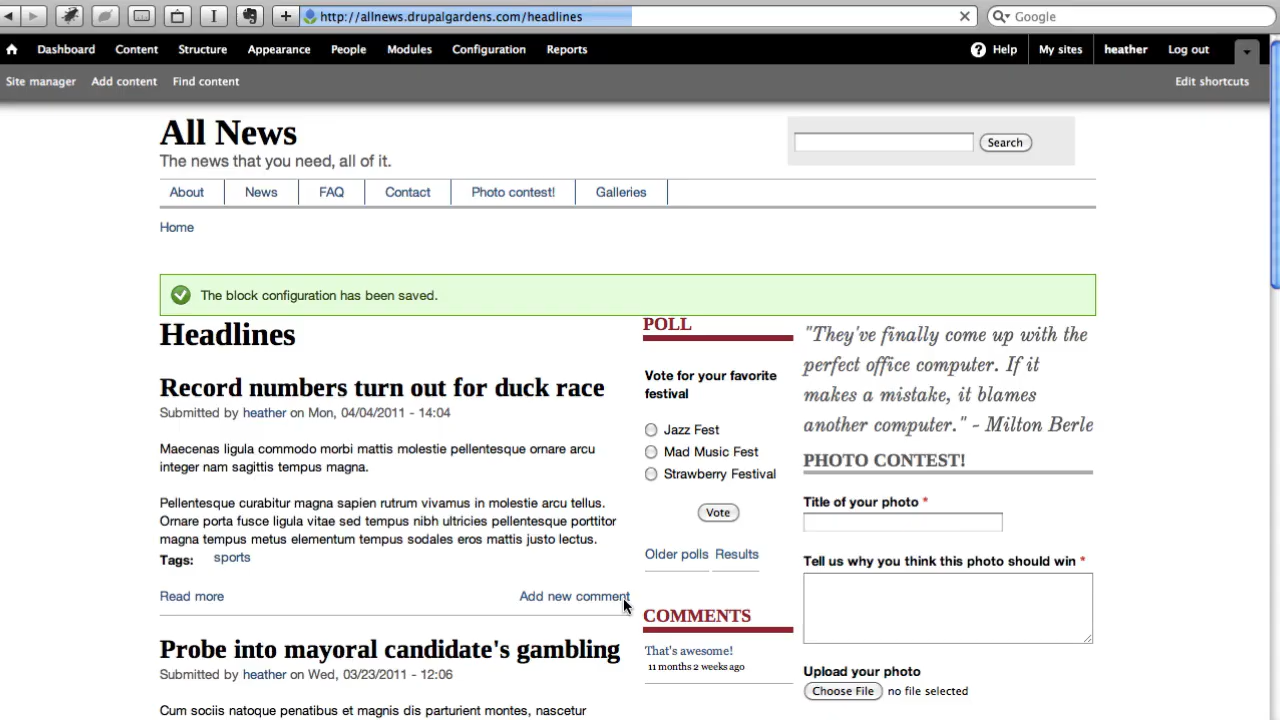 http://allnews.drupalgardens.com/headlines
Google
Dashboard Content Structure Appearance People Modules Configuration Reports
? Help My sites heather Log out
Site manager Add content Find content
Edit shortcuts
All News
The news that you need, all of it.
Search
About News FAQ Contact Photo contest! Galleries
Home
The block configuration has been saved.
Headlines
Record numbers turn out for duck race
Submitted by heather on Mon, 04/04/2011 - 14:04
Maecenas ligula commodo morbi mattis molestie pellentesque ornare arcu
integer nam sagittis tempus magna.
Pellentesque curabitur magna sapien rutrum vivamus in molestie arcu tellus.
Ornare porta fusce ligula vitae sed tempus nibh ultricies pellentesque porttitor
magna tempus metus elementum tempus sodales eros mattis justo lectus.
Tags: sports
Read more
Add new comment
Probe into mayoral candidate's gambling
Submitted by heather on Wed, 03/23/2011 - 12:06
Cum sociis natoque penatibus et magnis dis parturient montes, nascetur
POLL
Vote for your favorite
festival
Jazz Fest
Mad Music Fest
Strawberry Festival
Vote
Older polls Results
COMMENTS
That's awesome!
11 months 2 weeks ago
"They've finally come up with the
perfect office computer. If it
makes a mistake, it blames
another computer." - Milton Berle
PHOTO CONTEST!
Title of your photo *
Tell us why you think this photo should win *
Upload your photo
Choose File no file selected